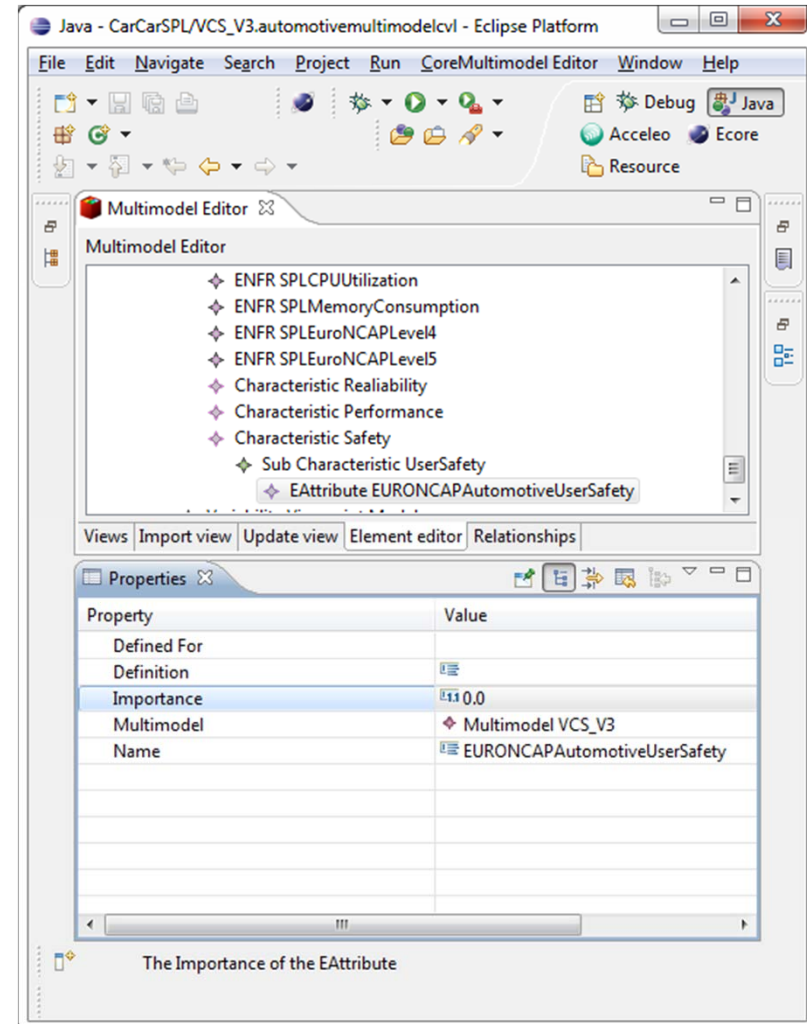 Java - CarCarSPL/VCS_V3.automotivemultimodelcvl - Eclipse Platform
File Edit Navigate Search Project Run CoreMultimodel Editor Window Help
Debug Java
Acceleo Ecore
Resource
Multimodel Editor
Multimodel Editor
ENFR SPLCPUUtilization
ENFR SPLMemoryConsumption
ENFR SPLEuroNCAPLevel4
ENFR SPLEuroNCAPLevel5
Characteristic Realiability
Characteristic Performance
Characteristic Safety
Sub Characteristic UserSafety
EAttribute EURONCAPAutomotiveUserSafety
Views Import view Update view Element editor Relationships
Properties
Property Value
Defined For
Definition
Importance 0.0
Multimodel Multimodel VCS_V3
Name EURONCAPAutomotiveUserSafety
The Importance of the EAttribute